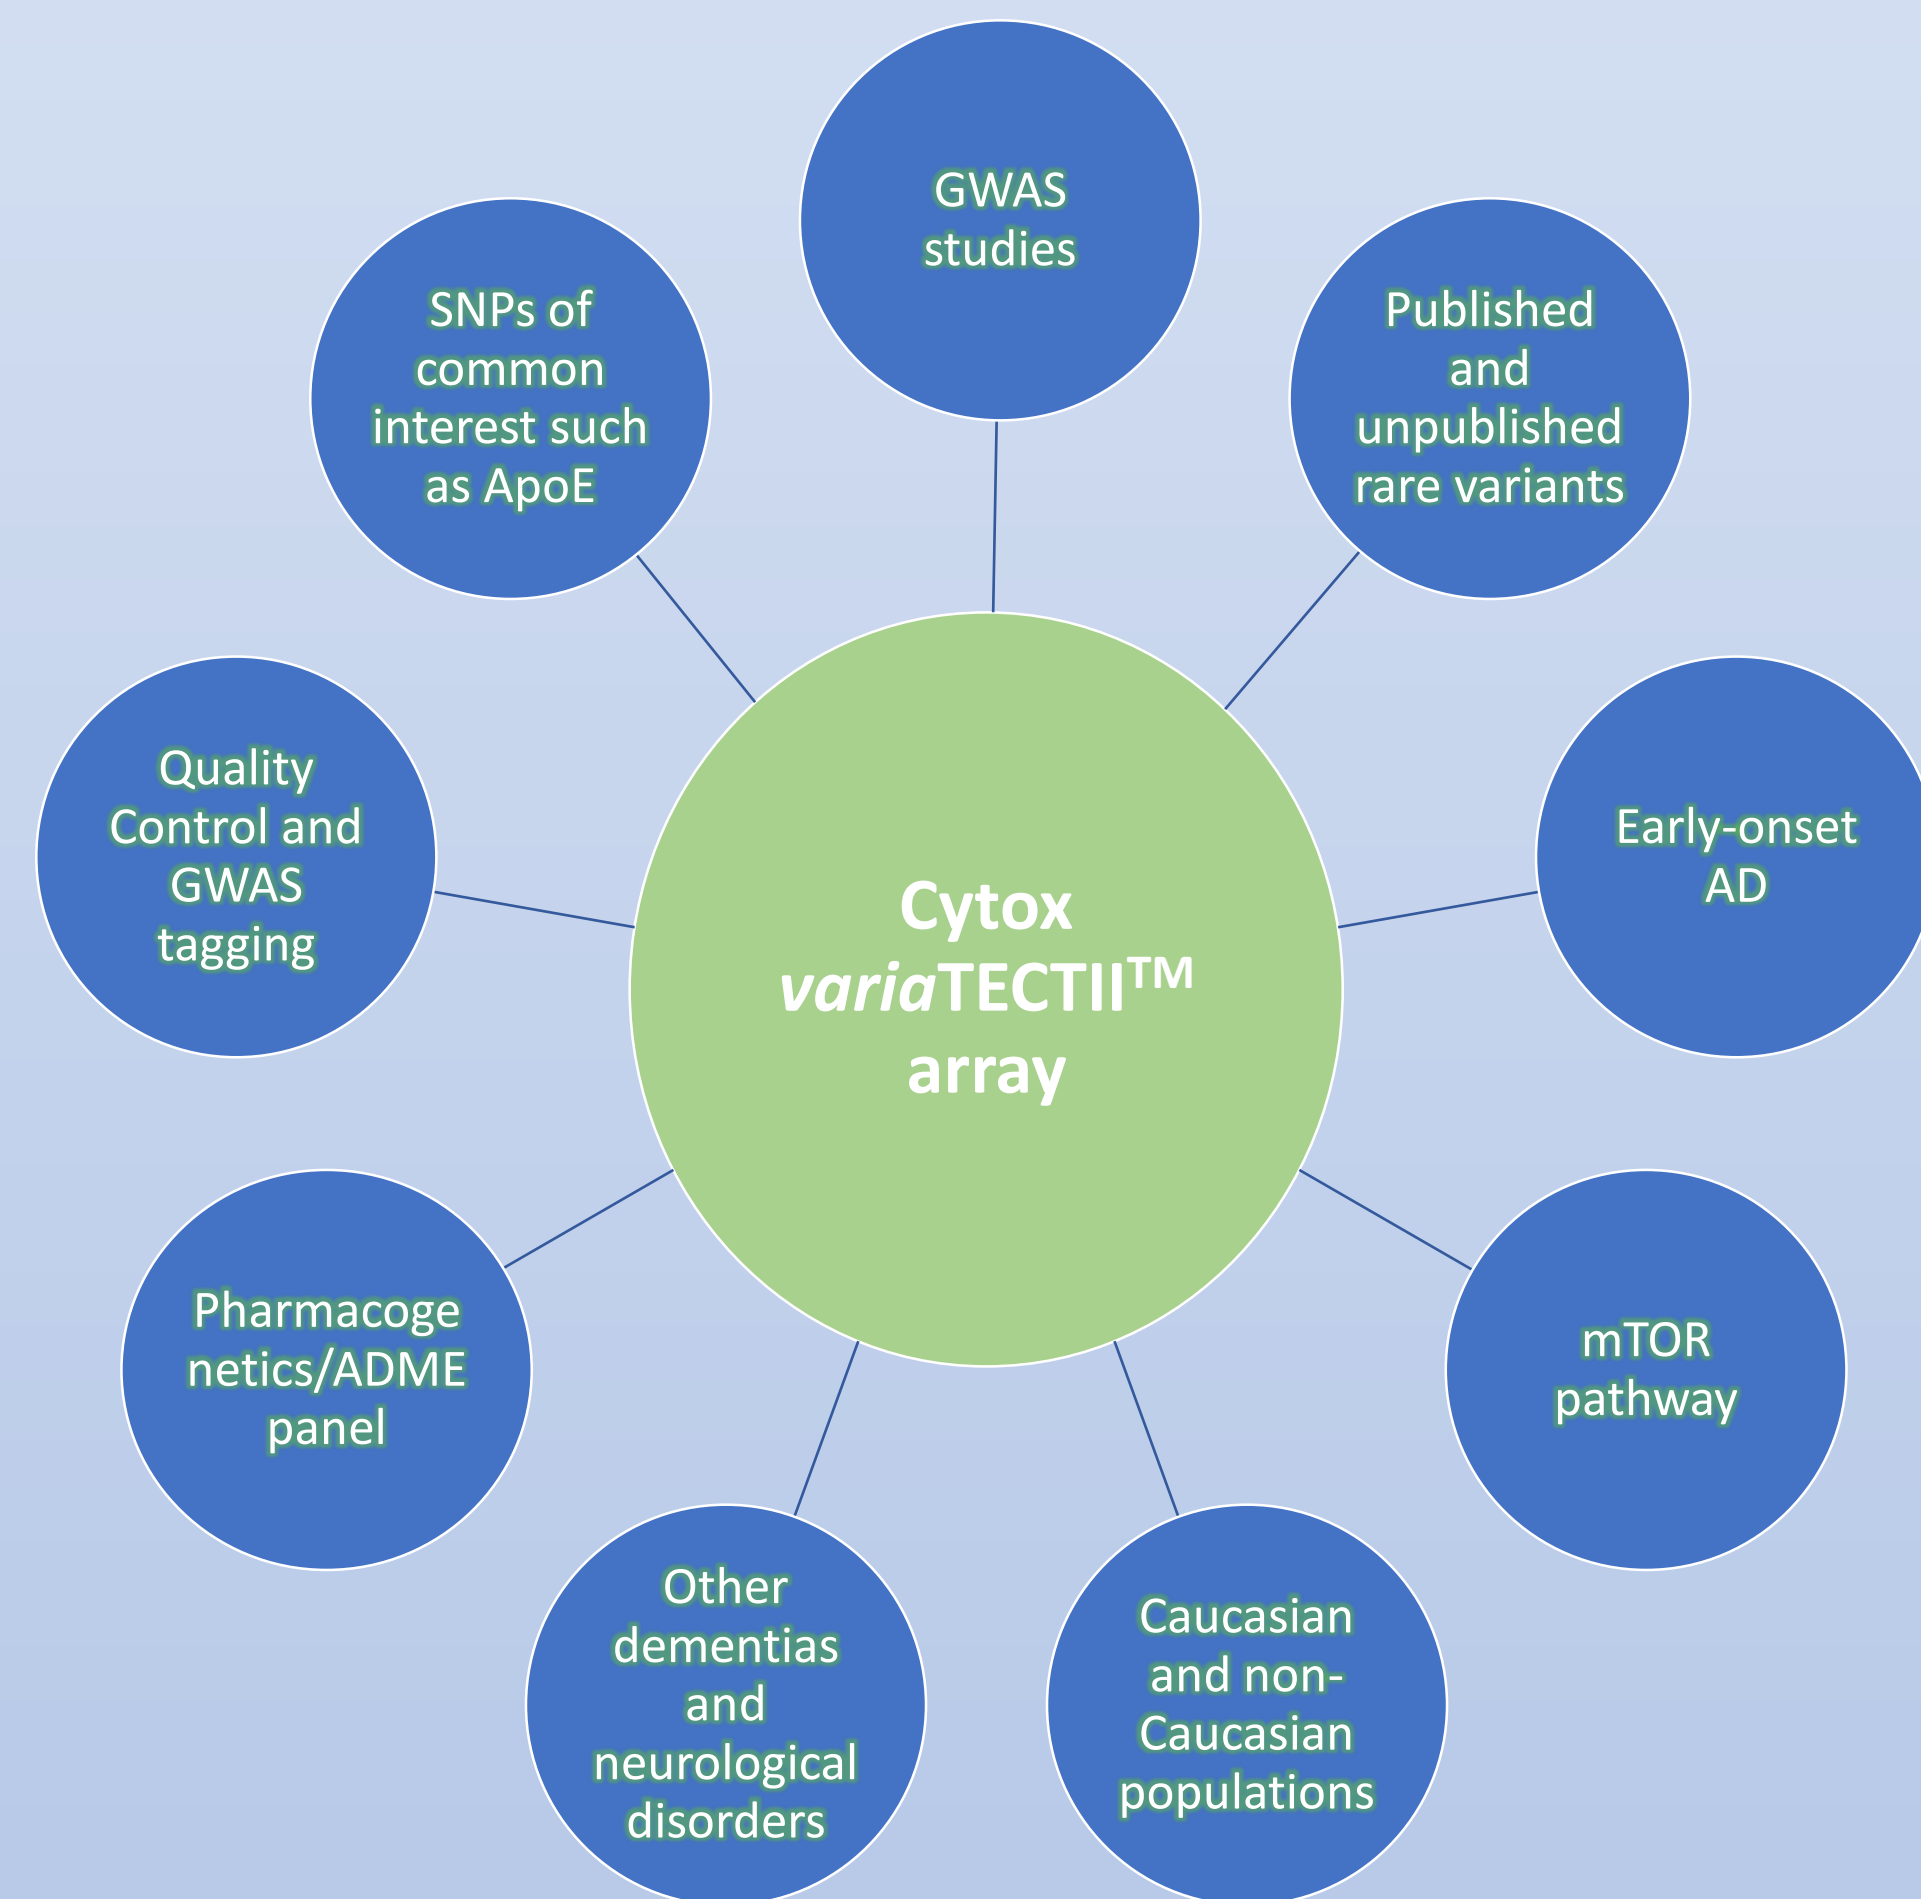 GWAS
studies
Published
and
unpublished
rare variants
Early-onset
AD
mTOR
pathway
Caucasian
and non-
Caucasian
populations
Other
dementias
and
neurological
disorders
Pharmacoge
netics/ADME
panel
Quality
Control and
GWAS
tagging
SNPs of
common
interest such
as ApoE
Cytox
variaTECTII™
array